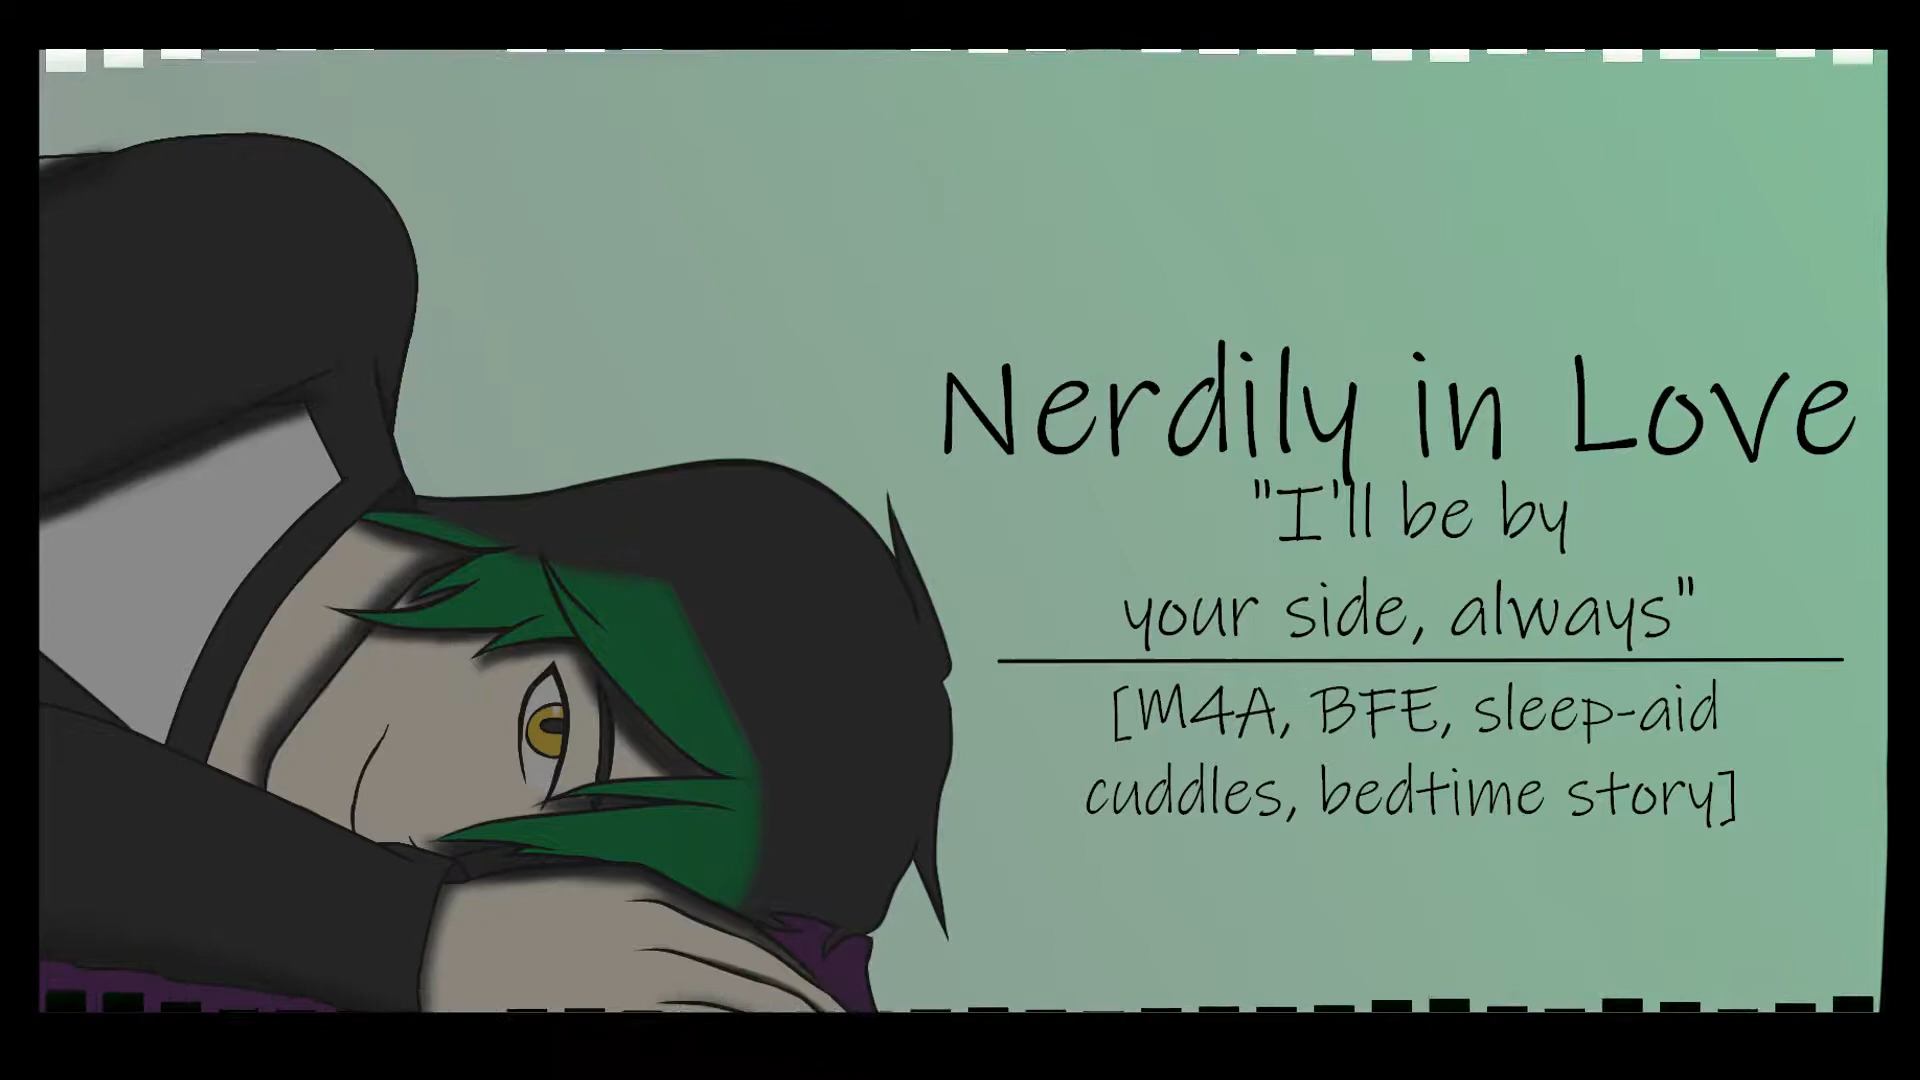 Nerdily in Love
"I'll be by
your side, always"
[M4A, BFE, sleep-aid
cuddles, bedtime story]